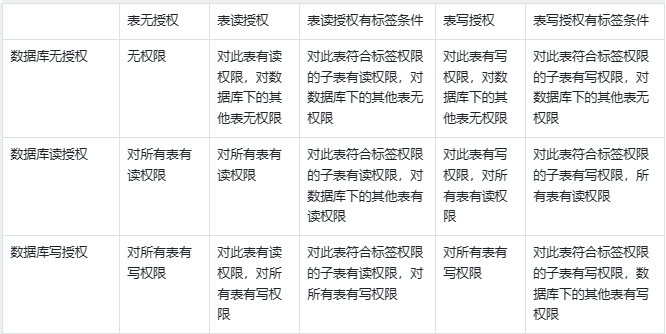 表无授权
表读授权
表读授权有标签条件
表写授权
表写授权有标签条件
数据库无授权
无权限
对此表有读
权限，对数
据库下的其
他表无权限
对此表符合标签权限
的子表有读权限，对
数据库下的其他表无
权限
对此表有写
权限，对数
据库下的其
他表无权限
对此表符合标签权限
的子表有写权限，对
数据库下的其他表无
权限
数据库读授权
对所有表有
读权限
对所有表有
读权限
对此表符合标签权限
的子表有读权限，对
数据库下的其他表有
读权限
对此表有写
权限，对所
有表有读权
限
对此表符合标签权限
的子表有写权限，所
有表有读权限
数据库写授权
对所有表有
写权限
对此表有读
权限，对所
有表有写权
限
对此表符合标签权限
的子表有读权限，对
所有表有写权限
对所有表有
写权限
对此表符合标签权限
的子表有写权限，数
据库下的其他表有写
权限